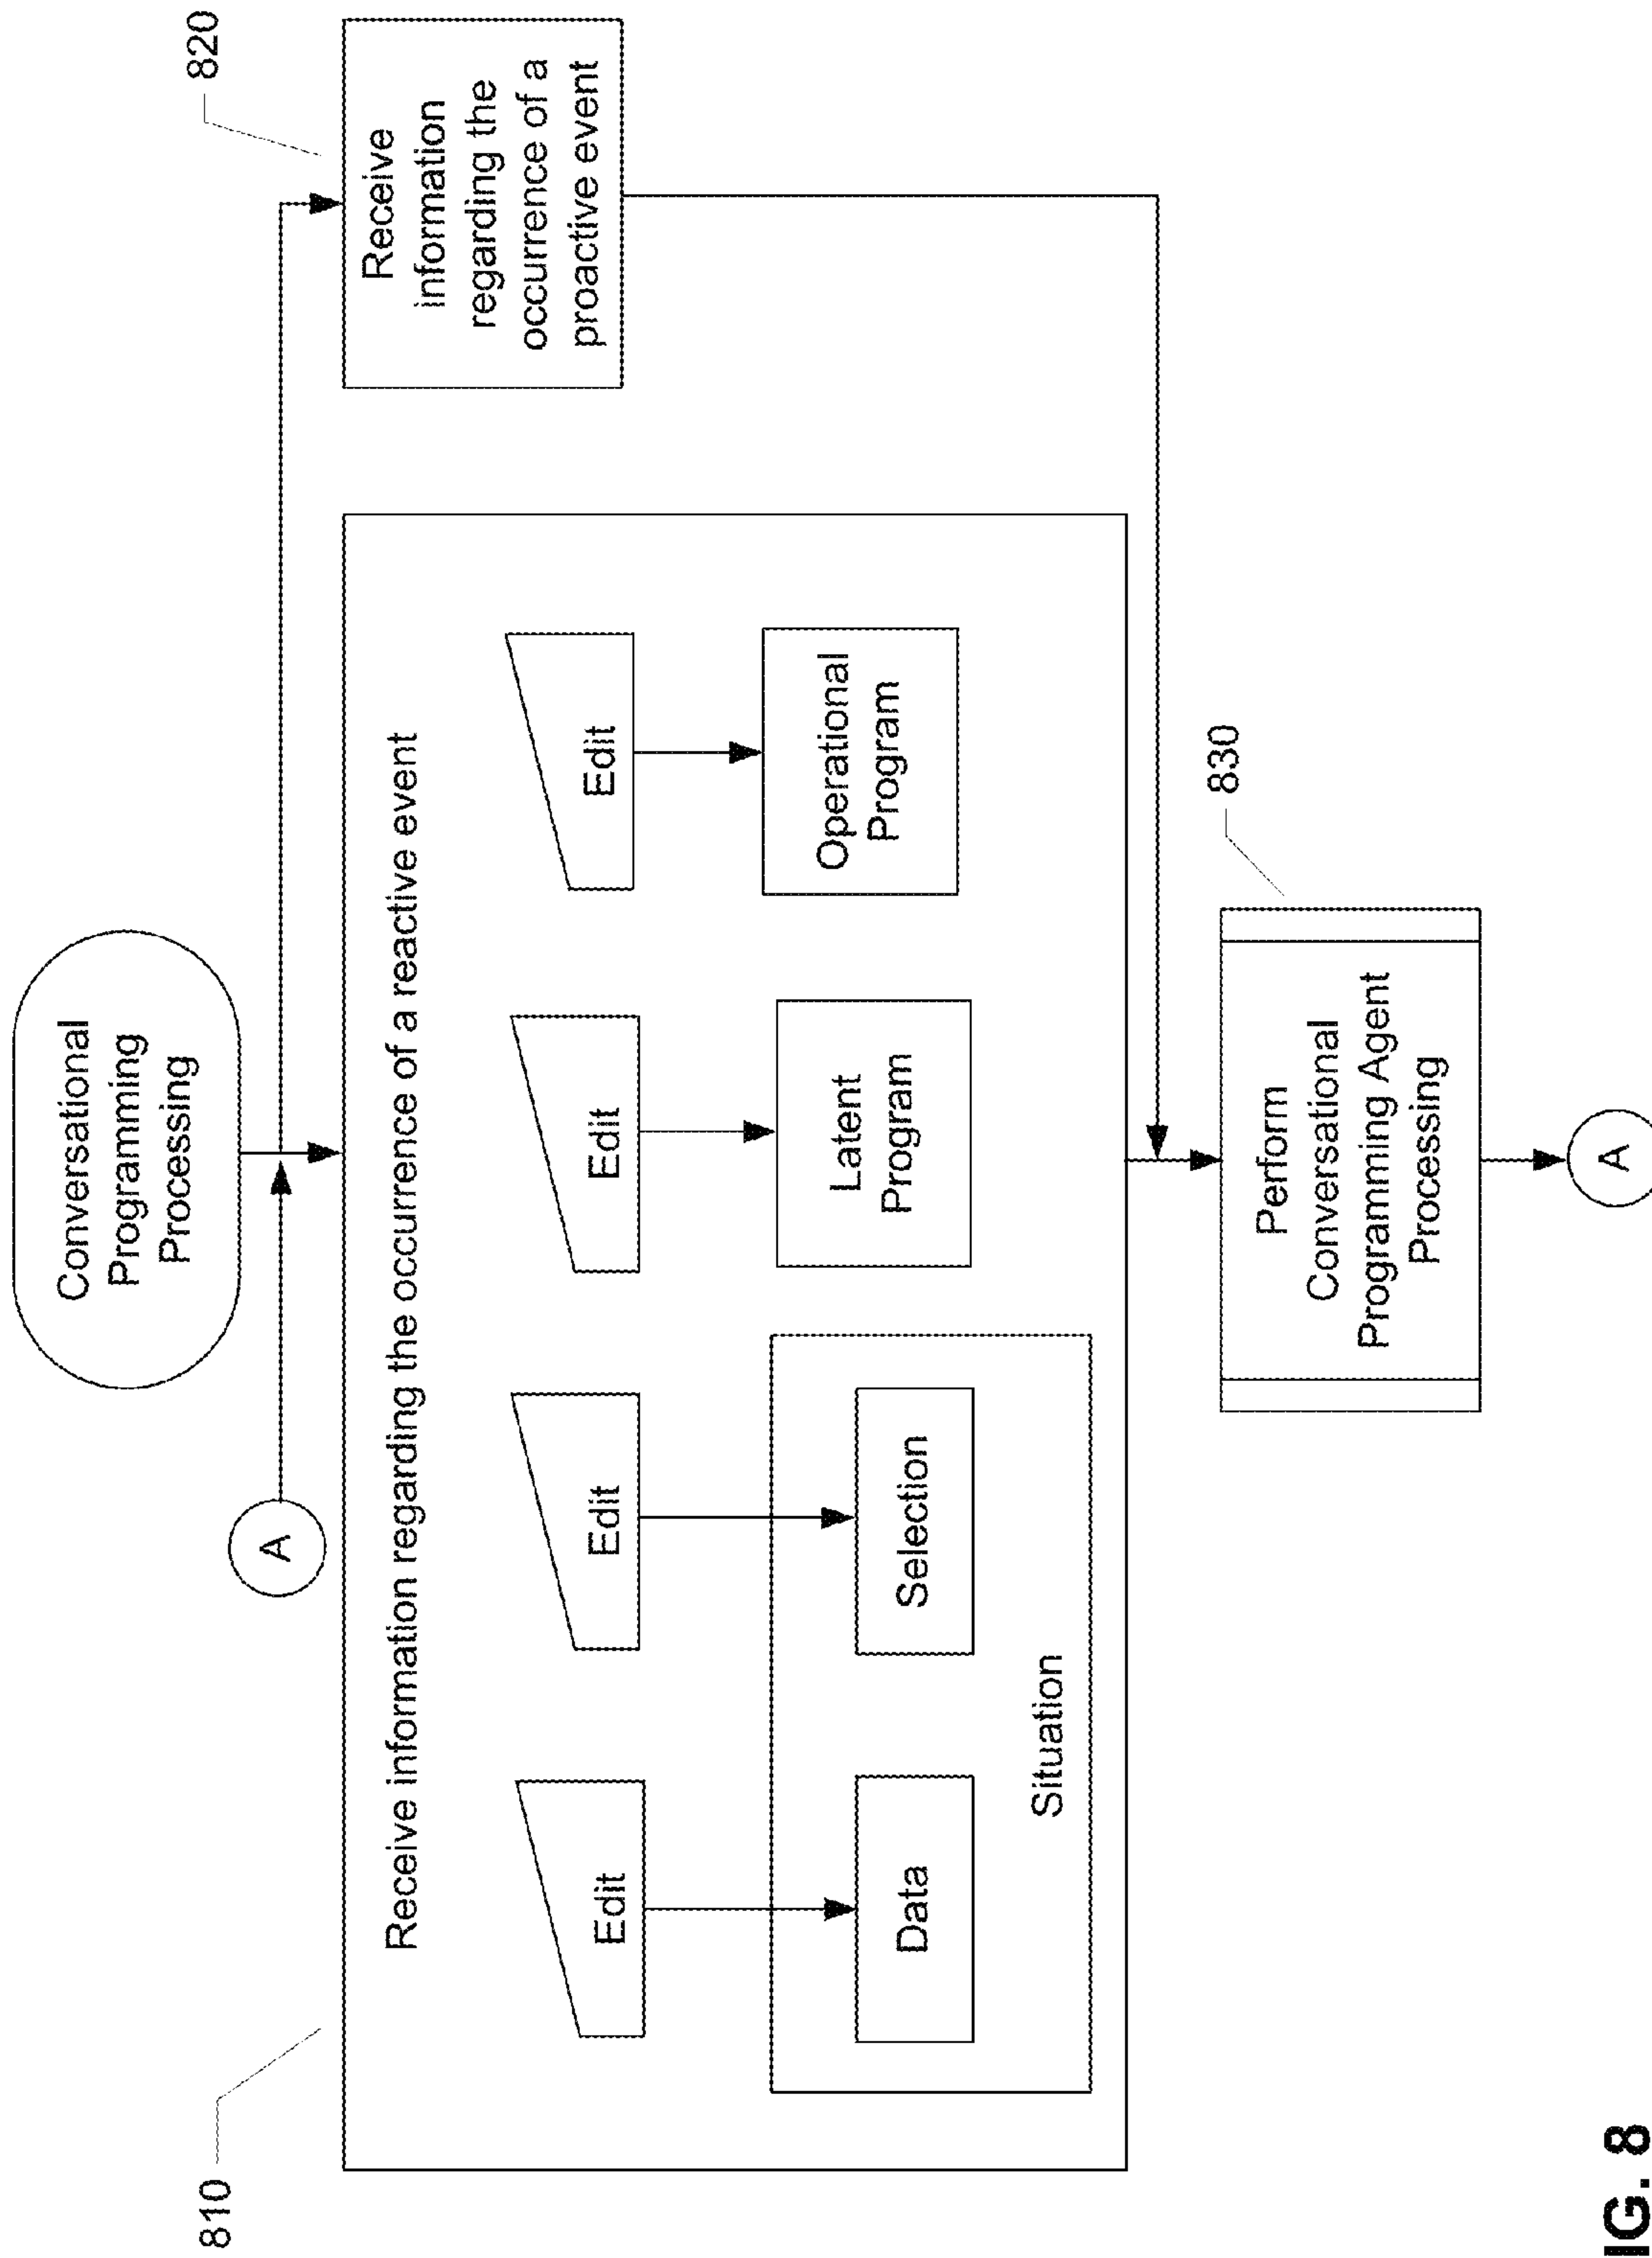 Conversational
Programming
Processing
A
810
820
Receive information regarding the occurrence of a reactive event
Receive
information
regarding the
occurrence of a
proactive event
Edit
Edit
Edit
Edit
Data
Selection
Situation
Latent
Program
Operational
Program
830
Perform
Conversational
Programming Agent
Processing
A
IG. 8